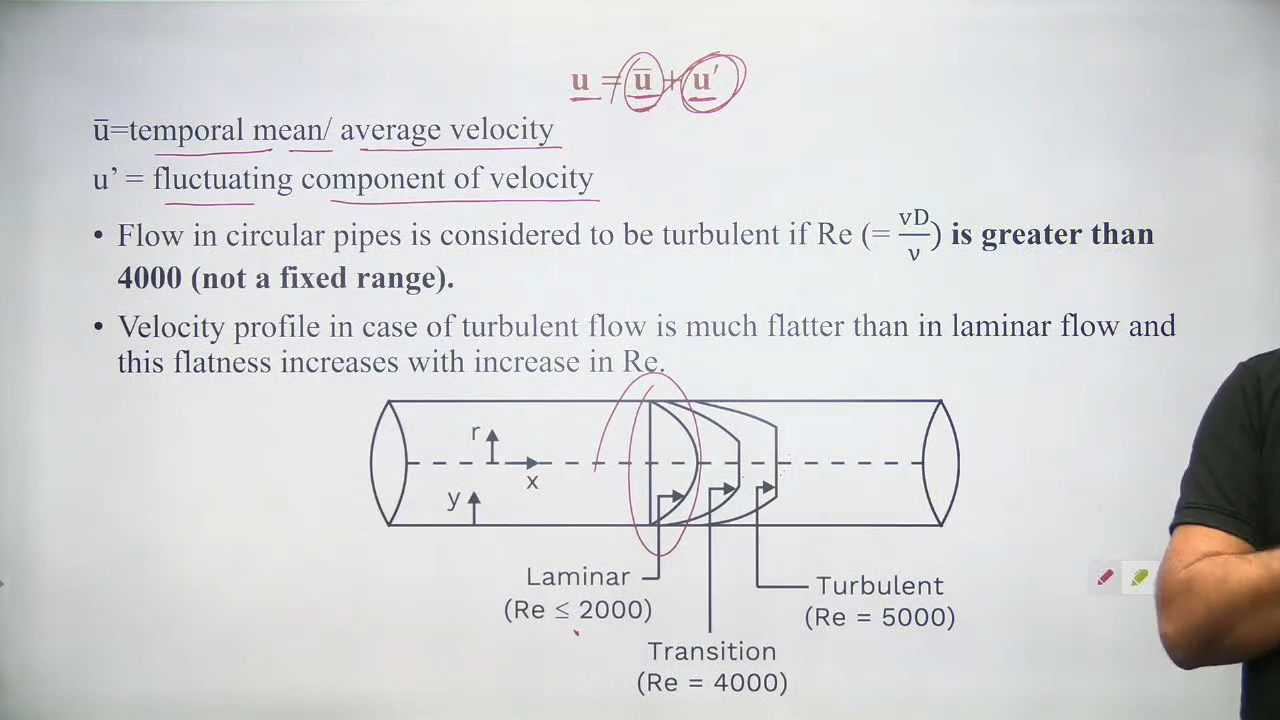 u = ū + u'
ū=temporal mean/ average velocity
u' = fluctuating component of velocity
• Flow in circular pipes is considered to be turbulent if Re (= vD/ν) is greater than
4000 (not a fixed range).
• Velocity profile in case of turbulent flow is much flatter than in laminar flow and
this flatness increases with increase in Re.
r
x
y
Laminar
(Re ≤ 2000)
Turbulent
(Re = 5000)
Transition
(Re = 4000)